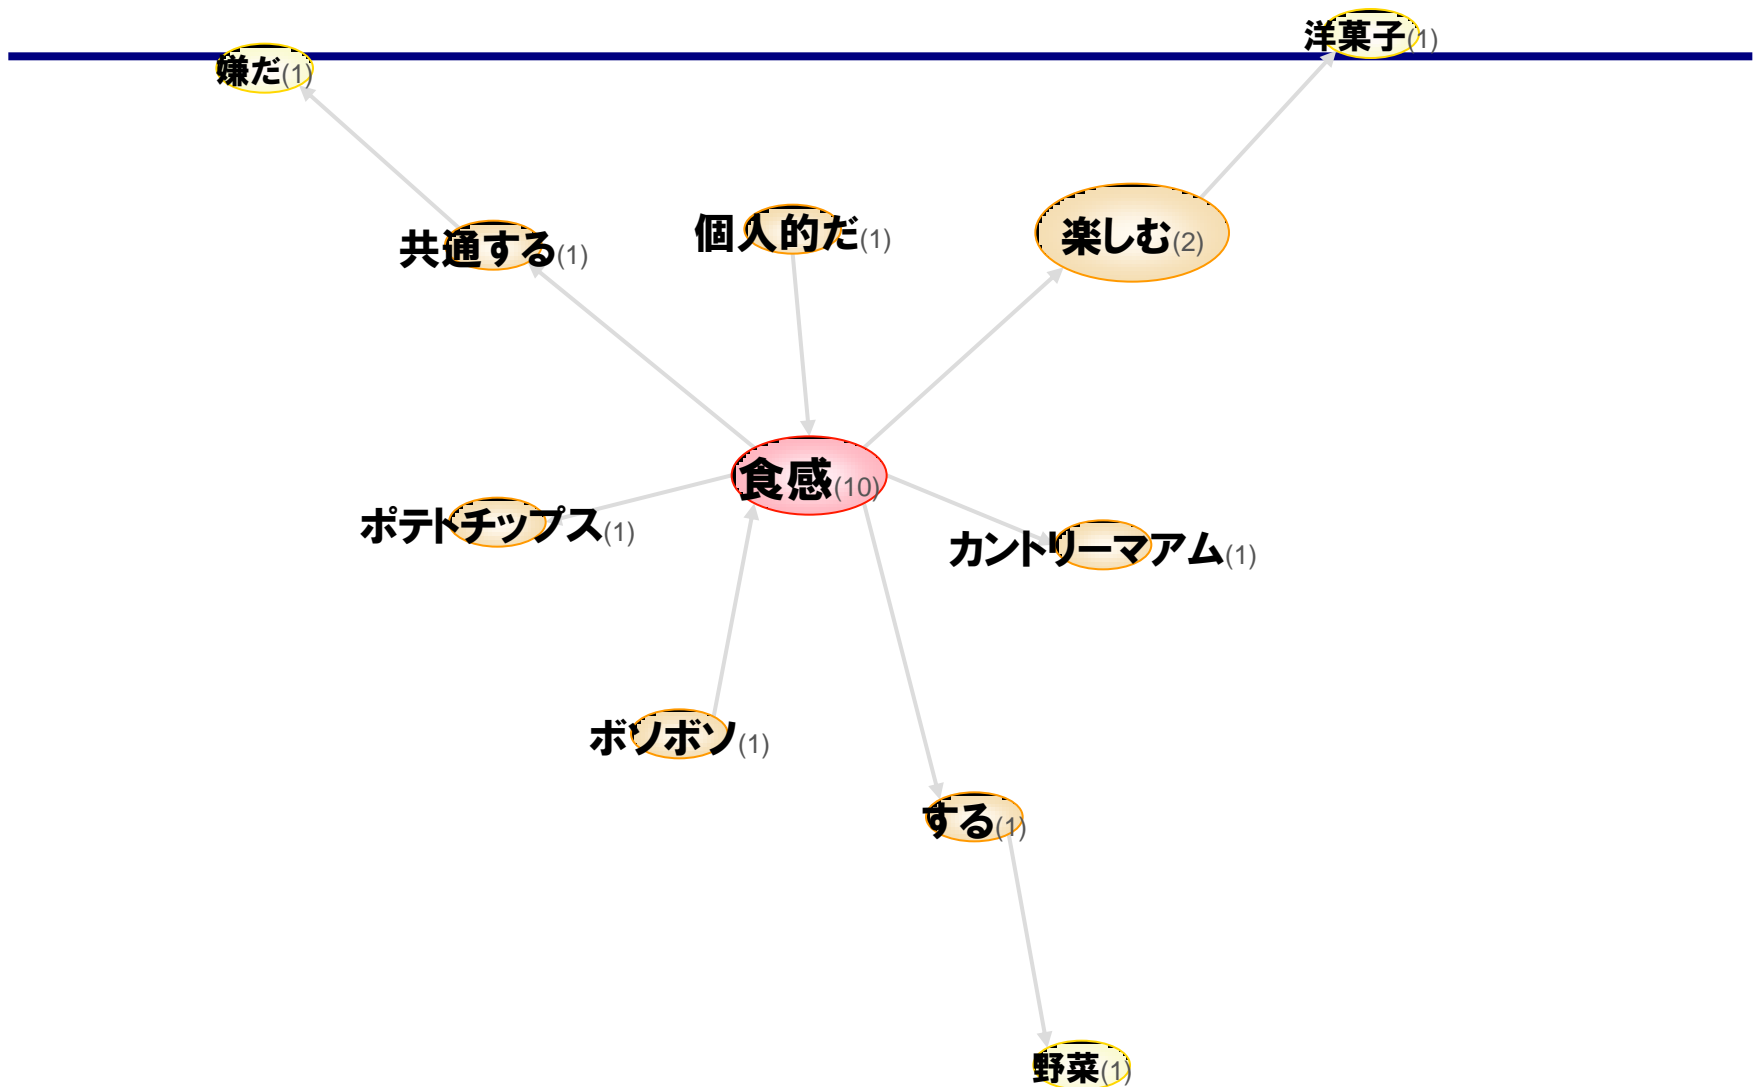 洋菓子(1)
嫌だ(1)
個人的だ(1)
楽しむ(2)
共通する(1)
食感(10)
ポテトチップス(1)
カントリーマアム(1)
ボソボソ(1)
する(1)
野菜(1)